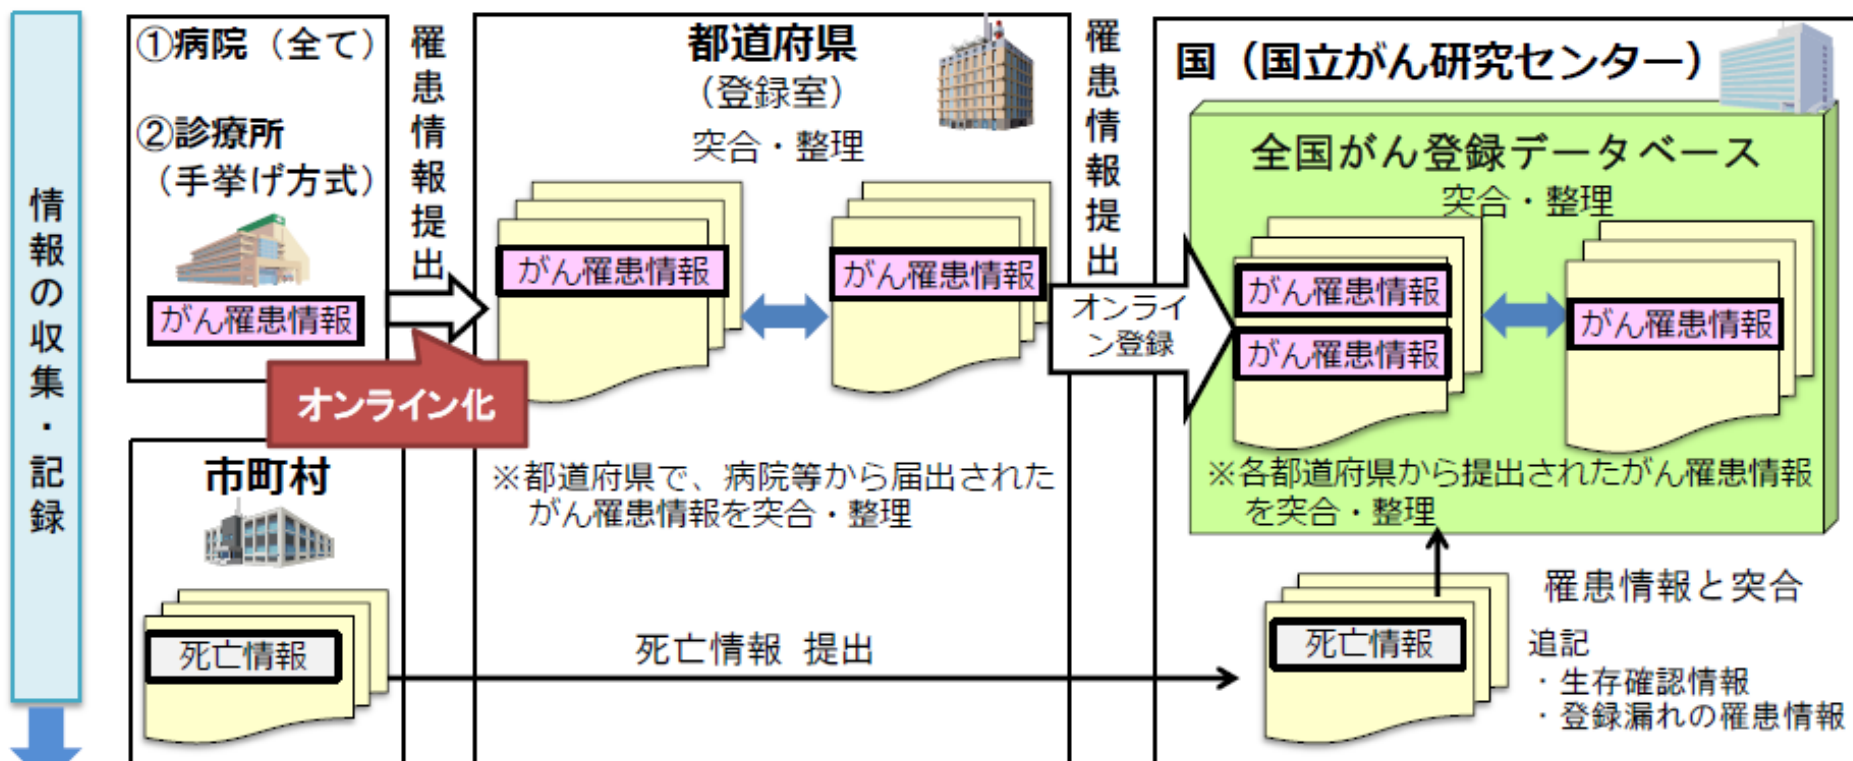 情報の収集・記録
①病院（全て）
②診療所
（手挙げ方式）
がん罹患情報
罹患情報提出
オンライン化
都道府県
（登録室）
突合・整理
がん罹患情報
がん罹患情報
※都道府県で、病院等から届出された
がん罹患情報を突合・整理
罹患情報提出
オンライ
ン登録
国（国立がん研究センター）
全国がん登録データベース
突合・整理
がん罹患情報
がん罹患情報
がん罹患情報
※各都道府県から提出されたがん罹患情報
を突合・整理
市町村
死亡情報
死亡情報 提出
死亡情報
罹患情報と突合
追記
・生存確認情報
・登録漏れの罹患情報